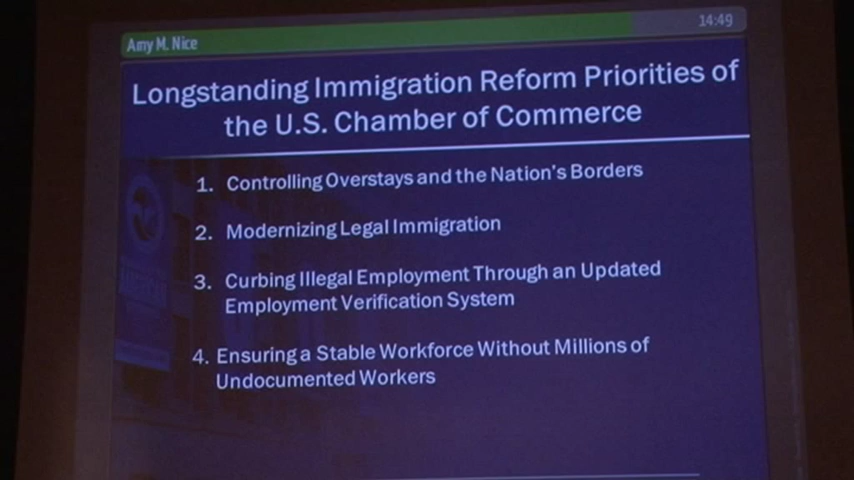 Amy M. Nice
14:49
Longstanding Immigration Reform Priorities of
the U.S. Chamber of Commerce
1. Controlling Overstays and the Nation's Borders
2. Modernizing Legal Immigration
3. Curbing Illegal Employment Through an Updated
Employment Verification System
4. Ensuring a Stable Workforce Without Millions of
Undocumented Workers